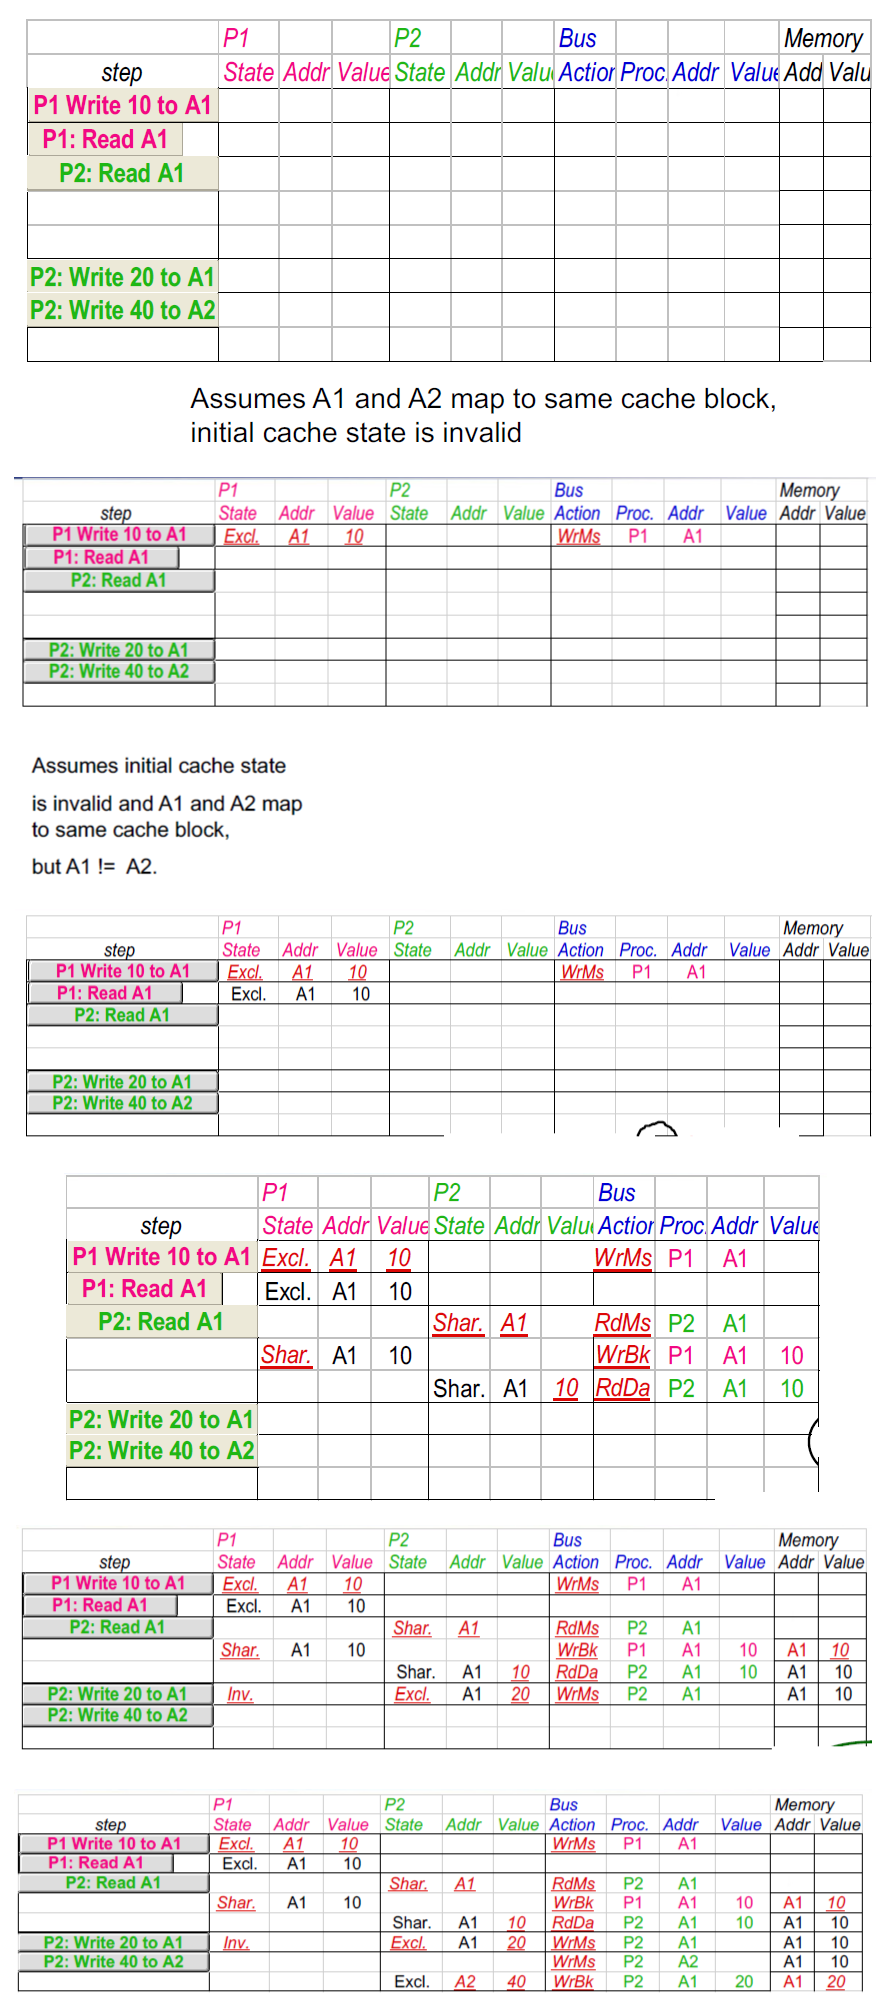 P1 P2 Bus Memory
step State Addr Value State Addr Valu Action Proc. Addr Value Add Valu
P1 Write 10 to A1
P1: Read A1
P2: Read A1
P2: Write 20 to A1
P2: Write 40 to A2
Assumes A1 and A2 map to same cache block,
initial cache state is invalid
P1 P2 Bus Memory
step State Addr Value State Addr Value Action Proc. Addr Value Addr Value
P1 Write 10 to A1 Excl. A1 10 WrMs P1 A1
P1: Read A1
P2: Read A1
P2: Write 20 to A1
P2: Write 40 to A2
Assumes initial cache state
is invalid and A1 and A2 map
to same cache block,
but A1 != A2.
P1 P2 Bus Memory
step State Addr Value State Addr Value Action Proc. Addr Value Addr Value
P1 Write 10 to A1 Excl. A1 10 WrMs P1 A1
P1: Read A1 Excl. A1 10
P2: Read A1
P2: Write 20 to A1
P2: Write 40 to A2
P1 P2 Bus
step State Addr Value State Addr Valu Action Proc. Addr Value
P1 Write 10 to A1 Excl. A1 10 WrMs P1 A1
P1: Read A1 Excl. A1 10
P2: Read A1 Shar. A1 RdMs P2 A1
Shar. A1 10 WrBk P1 A1 10
Shar. A1 10 RdDa P2 A1 10
P2: Write 20 to A1
P2: Write 40 to A2
P1 P2 Bus Memory
step State Addr Value State Addr Value Action Proc. Addr Value Addr Value
P1 Write 10 to A1 Excl. A1 10 WrMs P1 A1
P1: Read A1 Excl. A1 10
P2: Read A1 Shar. A1 RdMs P2 A1
Shar. A1 10 WrBk P1 A1 10 A1 10
Shar. A1 10 RdDa P2 A1 10 A1 10
P2: Write 20 to A1 Inv. Excl. A1 20 WrMs P2 A1 A1 10
P2: Write 40 to A2
P1 P2 Bus Memory
step State Addr Value State Addr Value Action Proc. Addr Value Addr Value
P1 Write 10 to A1 Excl. A1 10 WrMs P1 A1
P1: Read A1 Excl. A1 10
P2: Read A1 Shar. A1 RdMs P2 A1
Shar. A1 10 WrBk P1 A1 10 A1 10
Shar. A1 10 RdDa P2 A1 10 A1 10
P2: Write 20 to A1 Inv. Excl. A1 20 WrMs P2 A1 A1 10
P2: Write 40 to A2 WrMs P2 A2 A1 10
Excl. A2 40 WrBk P2 A1 20 A1 20